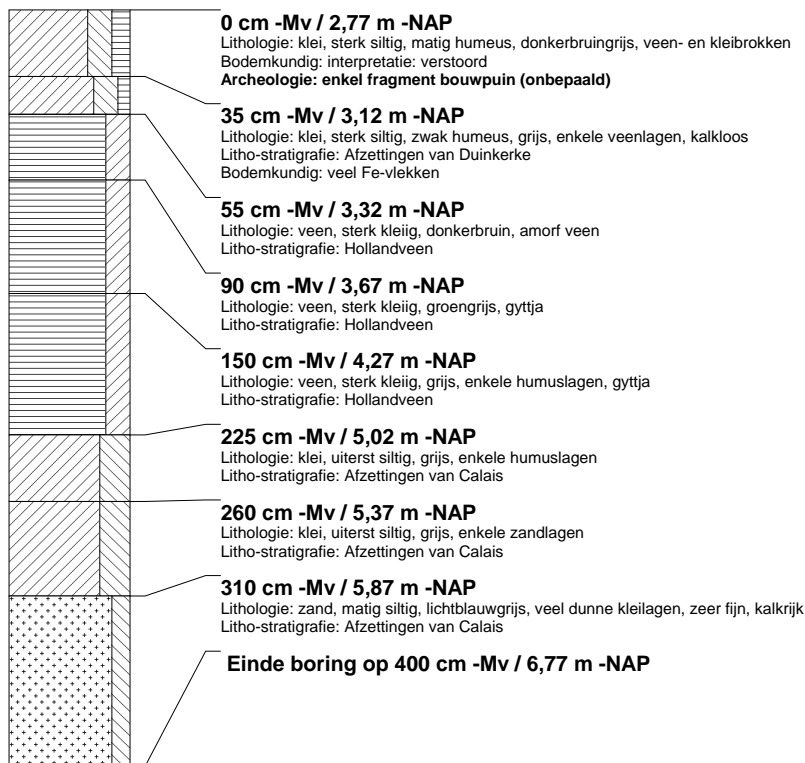 0 cm -Mv / 2,77 m -NAP
Lithologie: klei, sterk siltig, matig humeus, donkerbruingrijs, veen- en kleibrokken
Bodemkundig: interpretatie: verstoord
Archeologie: enkel fragment bouwpuin (onbepaald)
35 cm -Mv / 3,12 m -NAP
Lithologie: klei, sterk siltig, zwak humeus, grijs, enkele veenlagen, kalkloos
Litho-stratigrafie: Afzettingen van Duinkerke
Bodemkundig: veel Fe-vlekken
55 cm -Mv / 3,32 m -NAP
Lithologie: veen, sterk kleiig, donkerbruin, amorf veen
Litho-stratigrafie: Hollandveen
90 cm -Mv / 3,67 m -NAP
Lithologie: veen, sterk kleiig, groengrijs, gyttja
Litho-stratigrafie: Hollandveen
150 cm -Mv / 4,27 m -NAP
Lithologie: veen, sterk kleiig, grijs, enkele humuslagen, gyttja
Litho-stratigrafie: Hollandveen
225 cm -Mv / 5,02 m -NAP
Lithologie: klei, uiterst siltig, grijs, enkele humuslagen
Litho-stratigrafie: Afzettingen van Calais
260 cm -Mv / 5,37 m -NAP
Lithologie: klei, uiterst siltig, grijs, enkele zandlagen
Litho-stratigrafie: Afzettingen van Calais
310 cm -Mv / 5,87 m -NAP
Lithologie: zand, matig siltig, lichtblauwgrijs, veel dunne kleilagen, zeer fijn, kalkrijk
Litho-stratigrafie: Afzettingen van Calais
Einde boring op 400 cm -Mv / 6,77 m -NAP